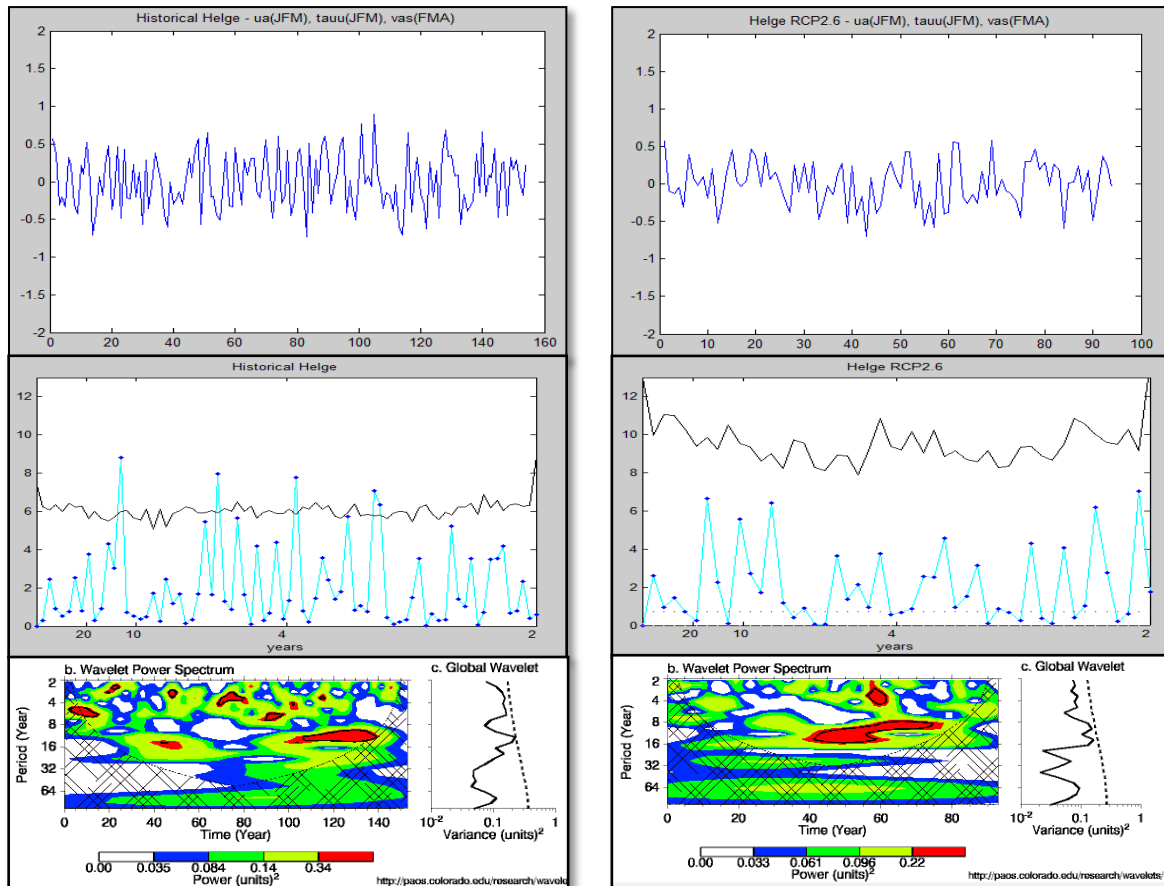 Historical Helge - ua(JFM), tauu(JFM), vas(FMA)
2
1.5
1
0.5
0
-0.5
-1
-1.5
-2
0 20 40 60 80 100 120 140 160
Historical Helge
12
10
8
6
4
2
0
20 10 4 2
years
b. Wavelet Power Spectrum
c. Global Wavelet
Period (Year)
2
4
8
16
32
64
0 20 40 60 80 100 120 140
Time (Year)
10-2 0.1 1
Variance (units)2
0.00 0.035 0.084 0.14 0.34
Power (units)2
http://paos.colorado.edu/research/wavele
Helge RCP2.6 - ua(JFM), tauu(JFM), vas(FMA)
2
1.5
1
0.5
0
-0.5
-1
-1.5
-2
0 10 20 30 40 50 60 70 80 90 100
Helge RCP2.6
12
10
8
6
4
2
0
20 10 4 2
years
b. Wavelet Power Spectrum
c. Global Wavelet
Period (Year)
2
4
8
16
32
64
0 20 40 60 80
Time (Year)
10-2 0.1 1
Variance (units)2
0.00 0.033 0.061 0.096 0.22
Power (units)2
http://paos.colorado.edu/research/wavelets/